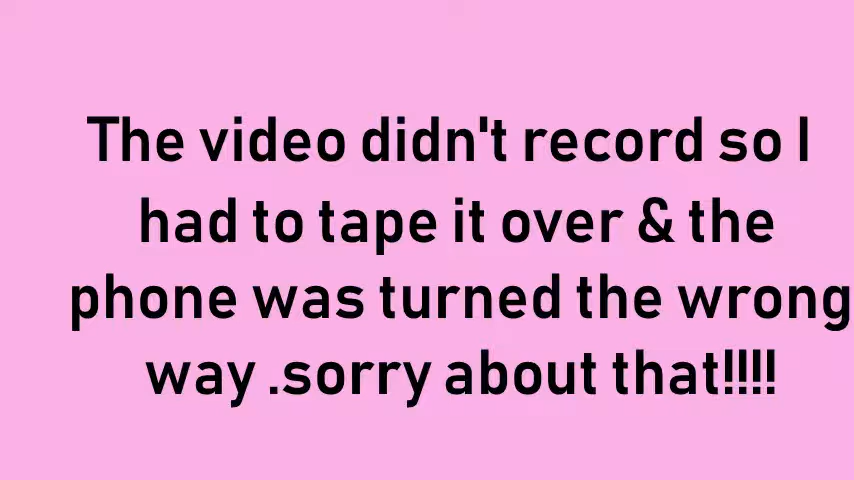 The video didn't record so I
had to tape it over & the
phone was turned the wrong
way .sorry about that!!!!